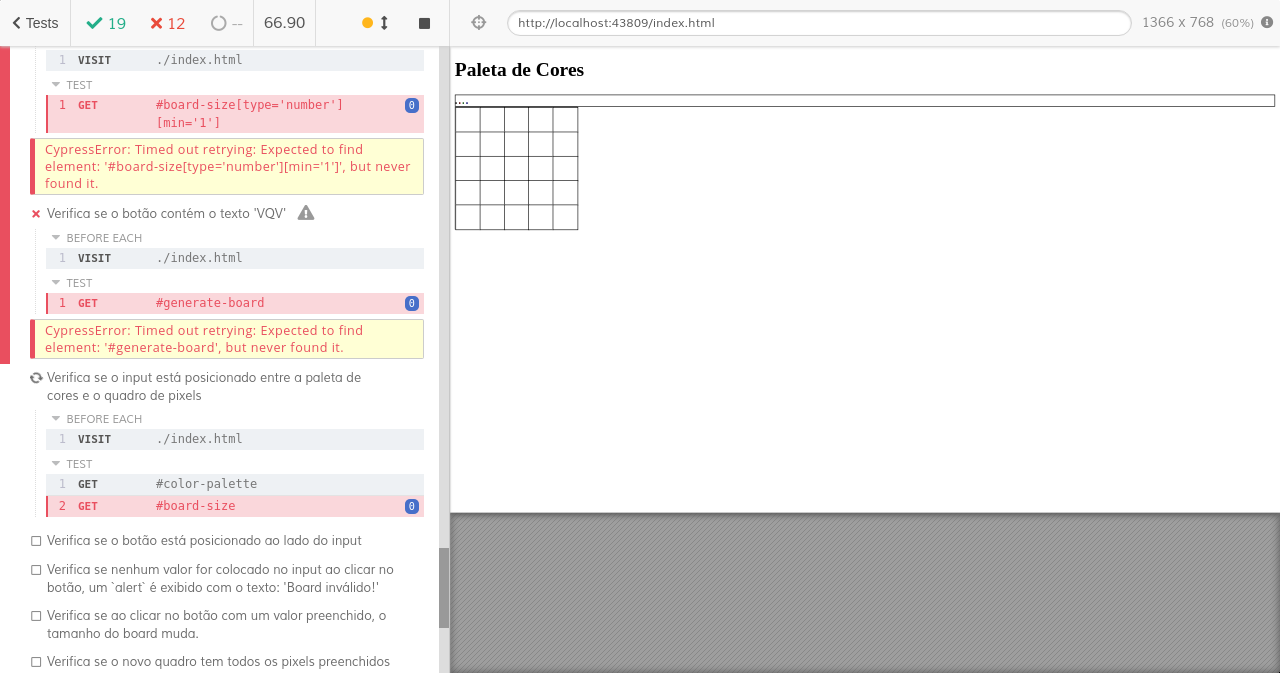 Tests 19 12 -- 66.90
1 VISIT ./index.html
TEST
1 GET #board-size[type='number']
[min='1'] 0
CypressError: Timed out retrying: Expected to find
element: '#board-size[type='number'][min='1']', but never
found it.
Verifica se o botão contém o texto 'VQV'
BEFORE EACH
1 VISIT ./index.html
TEST
1 GET #generate-board 0
CypressError: Timed out retrying: Expected to find
element: '#generate-board', but never found it.
Verifica se o input está posicionado entre a paleta de
cores e o quadro de pixels
BEFORE EACH
1 VISIT ./index.html
TEST
1 GET #color-palette
2 GET #board-size 0
Verifica se o botão está posicionado ao lado do input
Verifica se nenhum valor for colocado no input ao clicar no
botão, um `alert` é exibido com o texto: 'Board inválido!'
Verifica se ao clicar no botão com um valor preenchido, o
tamanho do board muda.
Verifica se o novo quadro tem todos os pixels preenchidos
http://localhost:43809/index.html 1366 x 768 (60%)
Paleta de Cores
....